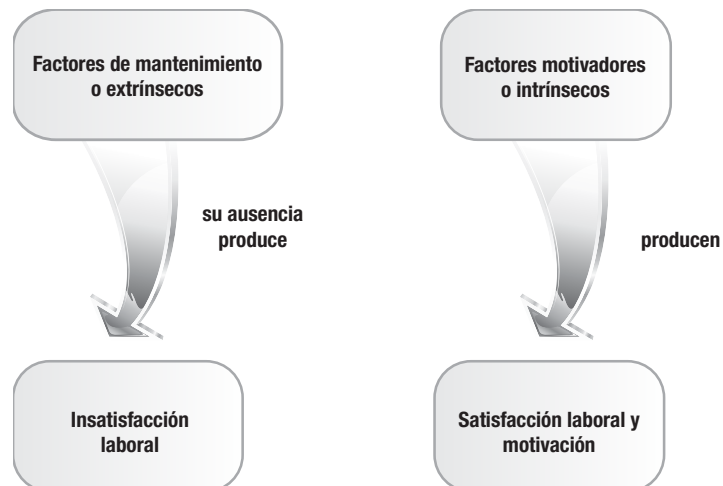 Factores de mantenimiento
o extrínsecos
su ausencia
produce
Insatisfacción
laboral
Factores motivadores
o intrínsecos
producen
Satisfacción laboral y
motivación